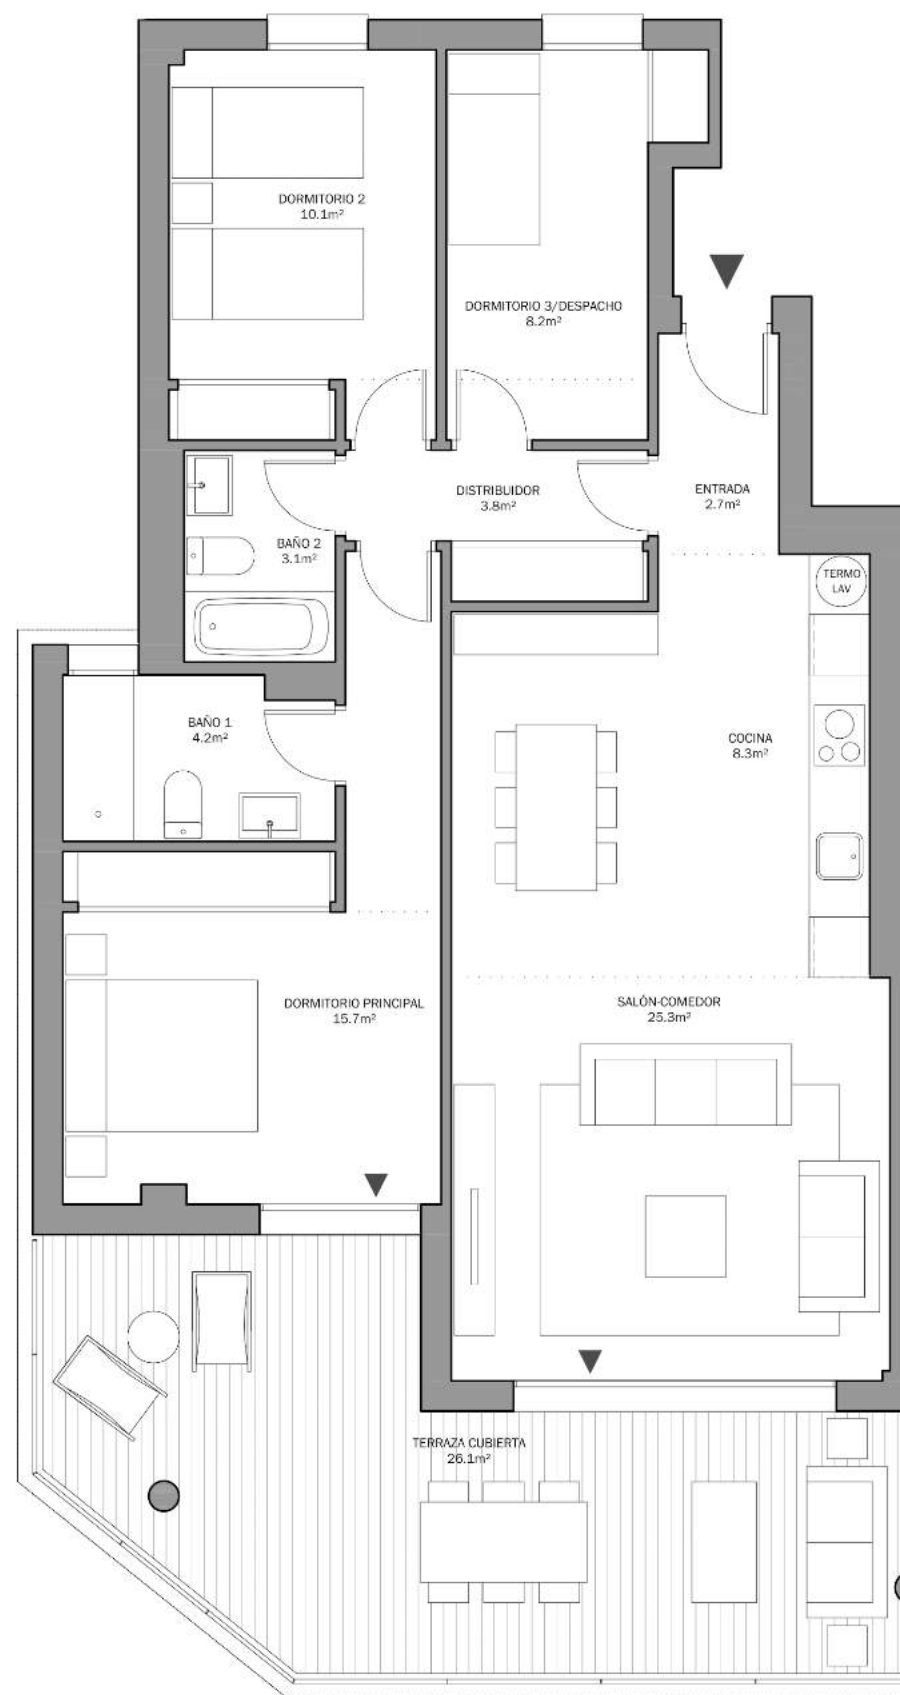 DORMITORIO 2
10.1m²
DORMITORIO 3/DESPACHO
8.2m²
DISTRIBUIDOR
3.8m²
ENTRADA
2.7m²
BAÑO 2
3.1m²
TERMO
LAV
BAÑO 1
4.2m²
COCINA
8.3m²
DORMITORIO PRINCIPAL
15.7m²
SALÓN-COMEDOR
25.3m²
TERRAZA CUBIERTA
26.1m²